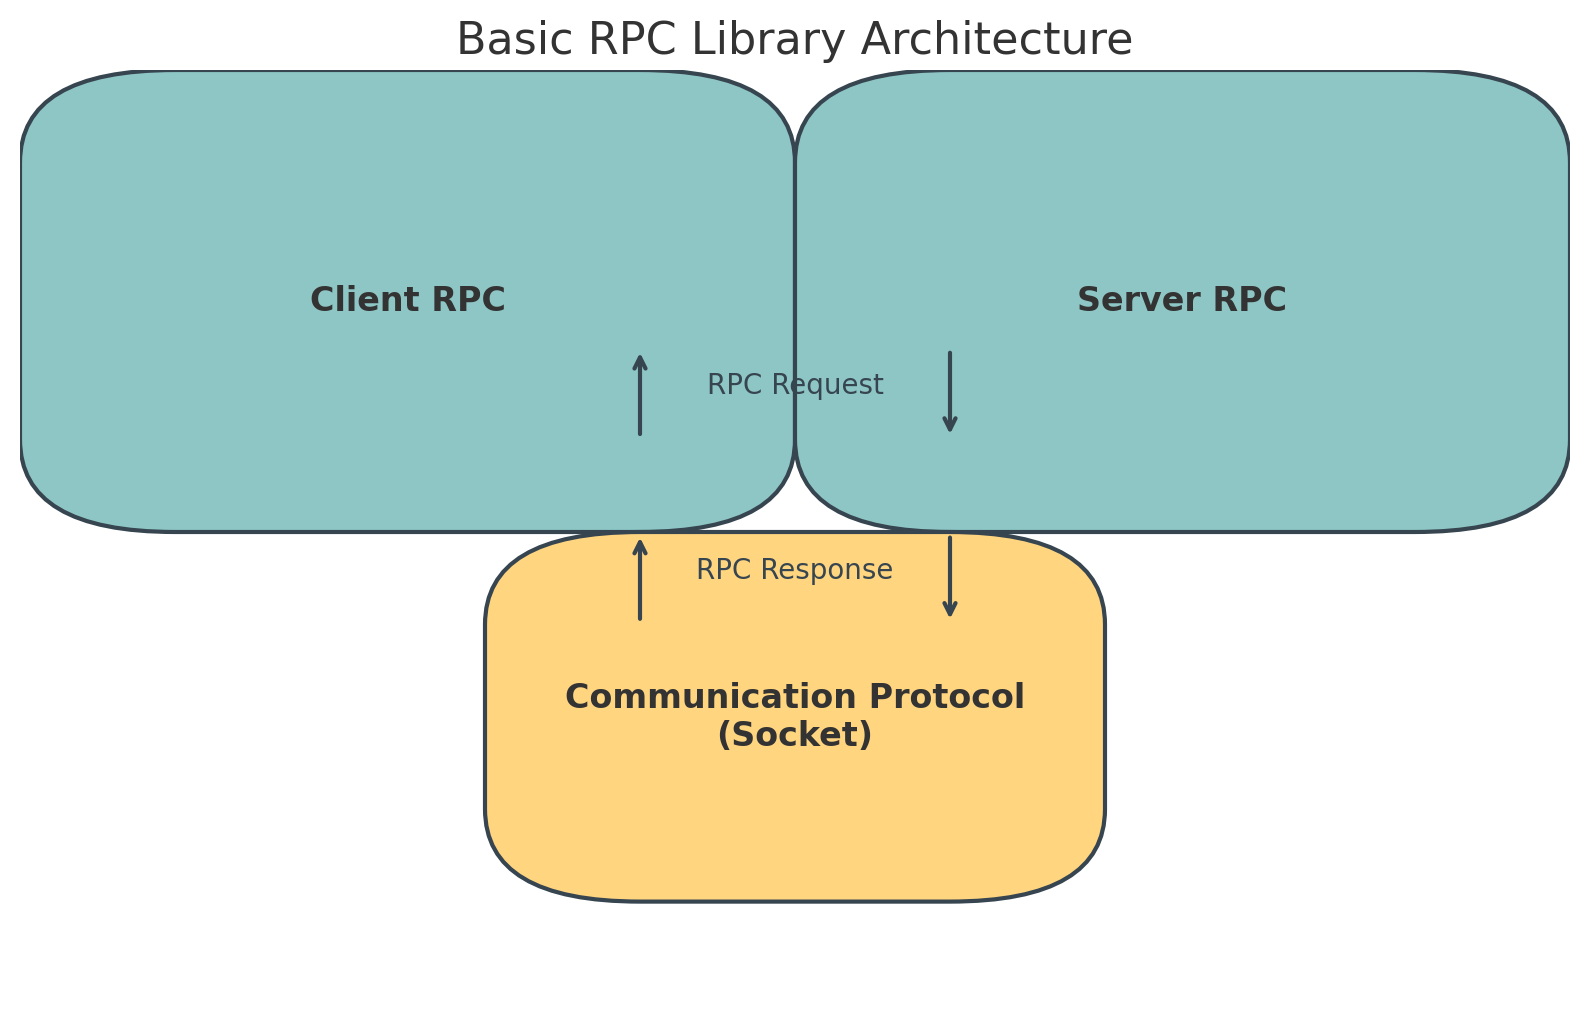 Basic RPC Library Architecture
Client RPC
Server RPC
RPC Request
RPC Response
Communication Protocol
(Socket)